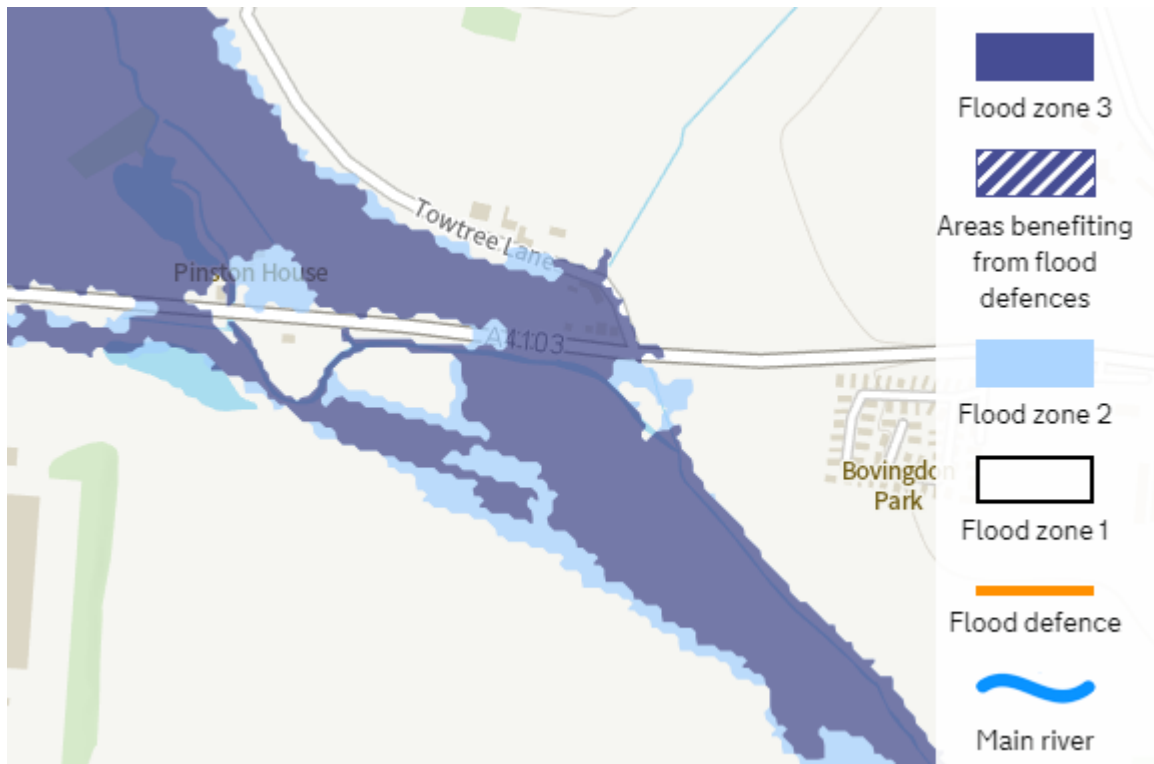 Towtree Lane
Pinston House
A4103
Bovingdon
Park
Flood zone 3
Areas benefiting
from flood
defences
Flood zone 2
Flood zone 1
Flood defence
Main river